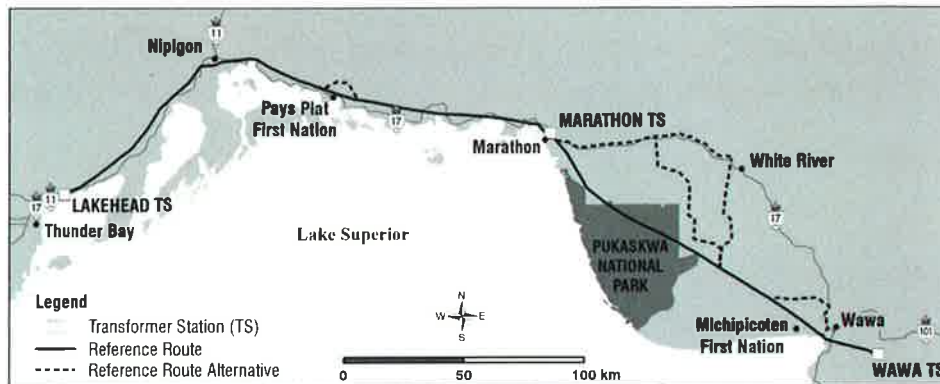 11
Nipigon
Pays Plat
First Nation
17
MARATHON TS
Marathon
White River
17
11
LAKEHEAD TS
17
Thunder Bay
Lake Superior
PUKASKWA
NATIONAL
PARK
Legend
Transformer Station (TS)
Reference Route
Reference Route Alternative
N
W E
S
0 50 100 km
Michipicoten
First Nation
Wawa
101
WAWA TS